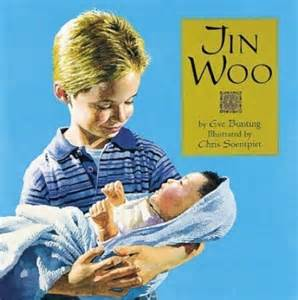 JIN
WOO
by Eve Bunting
Illustrated by
Chris Soentpiet